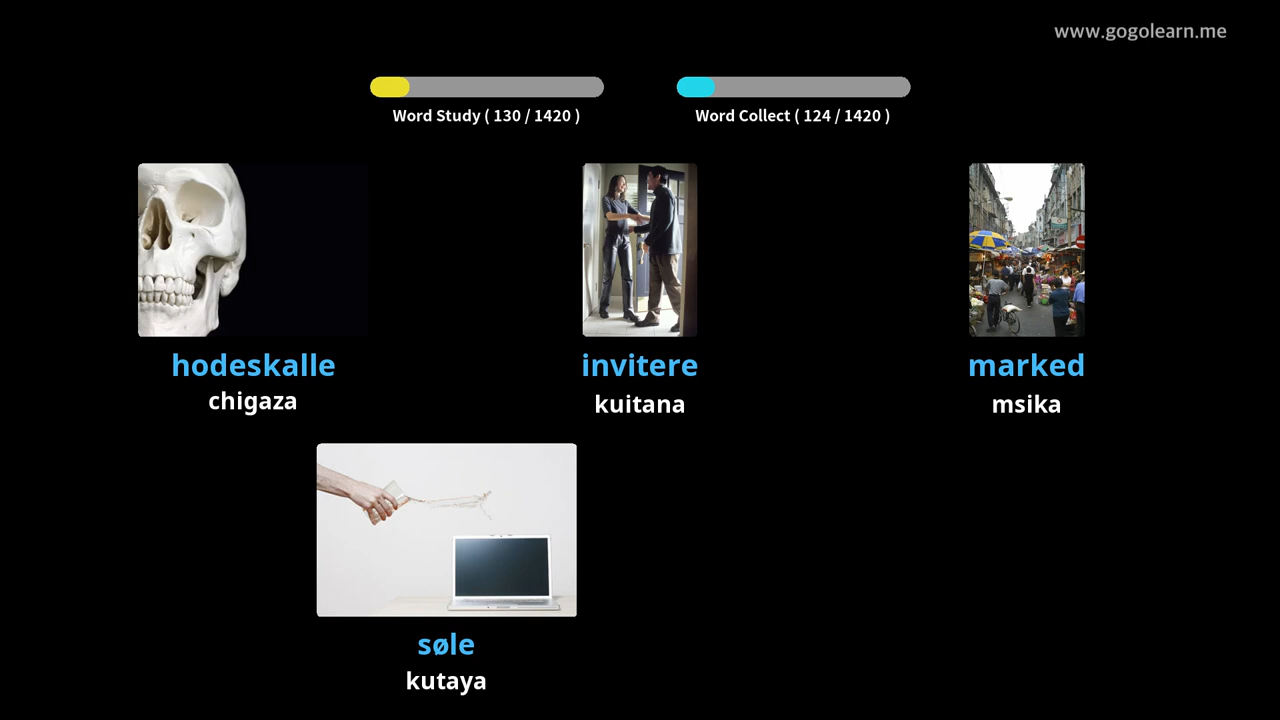 www.gogolearn.me
Word Study ( 130 / 1420 )
Word Collect ( 124 / 1420 )
hodeskalle
chigaza
invitere
kuitana
marked
msika
søle
kutaya